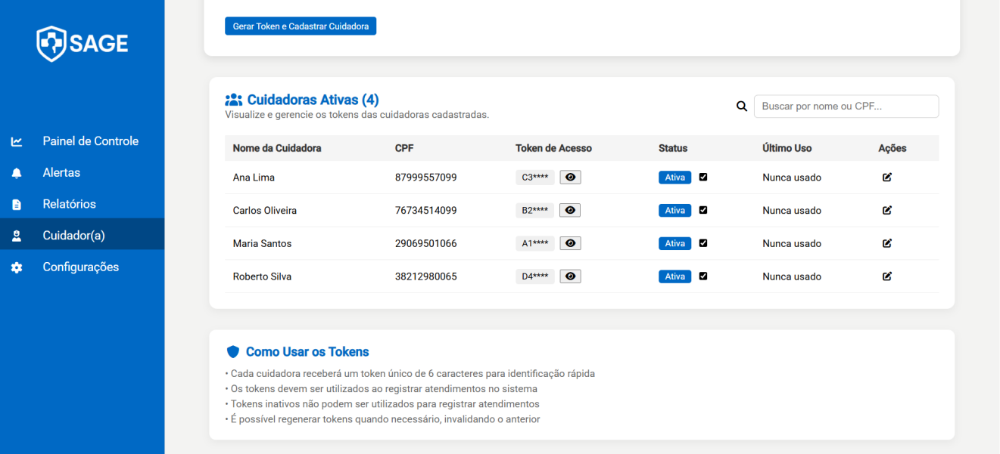 SAGE
Painel de Controle
Alertas
Relatórios
Cuidador(a)
Configurações
Gerar Token e Cadastrar Cuidadora
Cuidadoras Ativas (4)
Visualize e gerencie os tokens das cuidadoras cadastradas.
Buscar por nome ou CPF...
Nome da Cuidadora CPF Token de Acesso Status Último Uso Ações
Ana Lima 87999557099 C3**** Ativa Nunca usado
Carlos Oliveira 76734514099 B2**** Ativa Nunca usado
Maria Santos 29069501066 A1**** Ativa Nunca usado
Roberto Silva 38212980065 D4**** Ativa Nunca usado
Como Usar os Tokens
• Cada cuidadora receberá um token único de 6 caracteres para identificação rápida
• Os tokens devem ser utilizados ao registrar atendimentos no sistema
• Tokens inativos não podem ser utilizados para registrar atendimentos
• É possível regenerar tokens quando necessário, invalidando o anterior